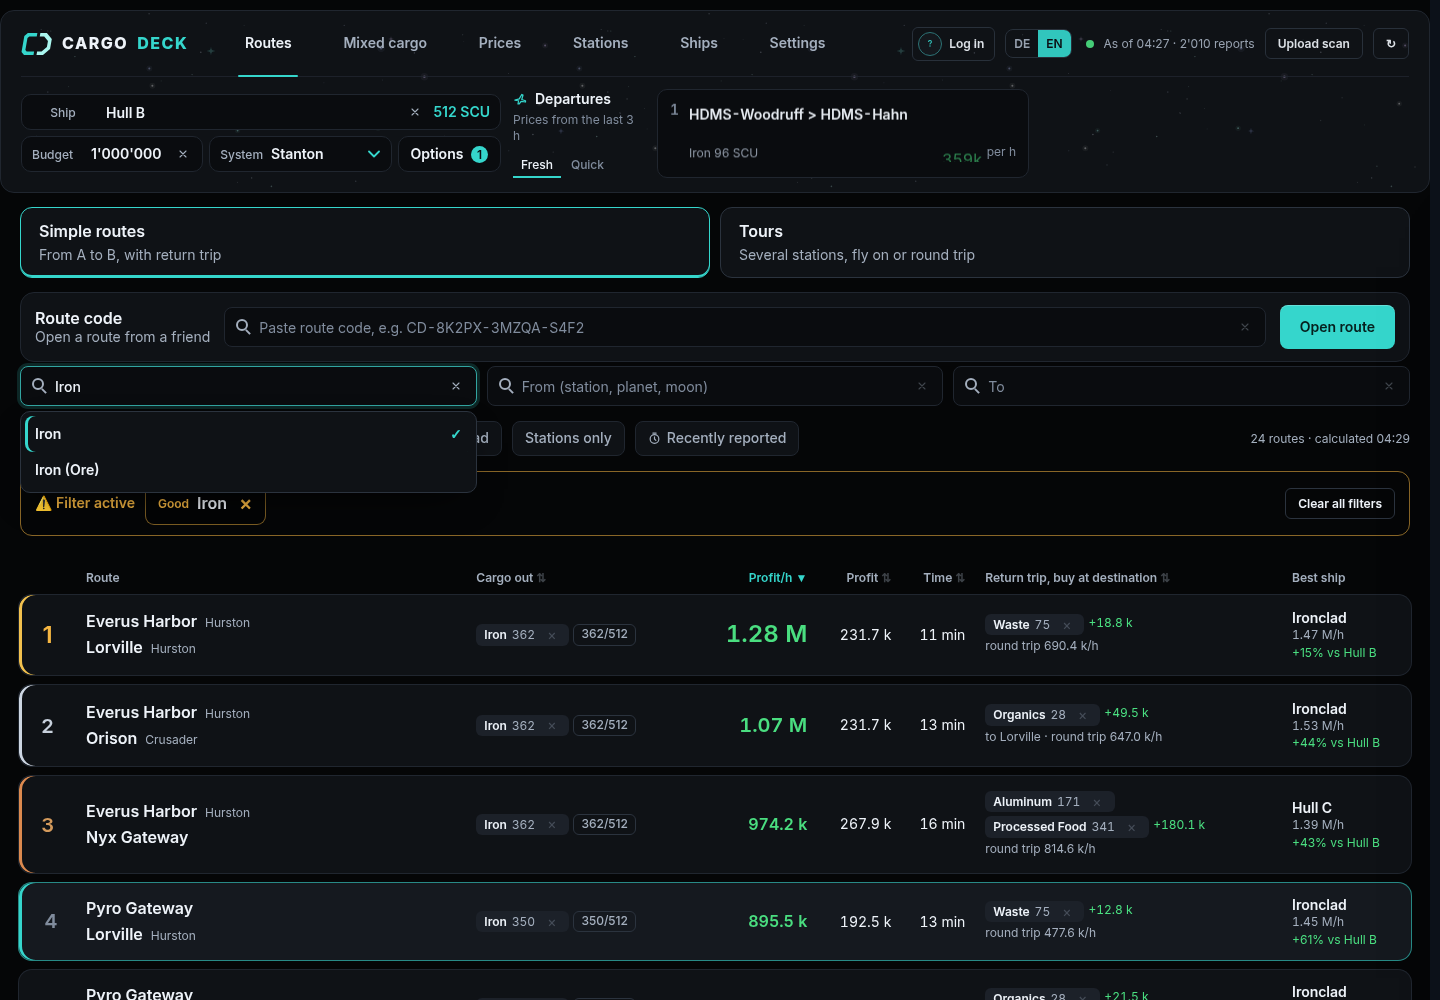 CARGO DECK
Routes
Mixed cargo
Prices
Stations
Ships
Settings
? Log in
DE EN
As of 04:27 · 2'010 reports
Upload scan
↻
Ship Hull B × 512 SCU
Budget 1'000'000 ×
System Stanton
Options 1
Departures
Prices from the last 3
h
Fresh Quick
1 HDMS-Woodruff > HDMS-Hahn
Iron 96 SCU
359k per h
Simple routes
From A to B, with return trip
Tours
Several stations, fly on or round trip
Route code
Open a route from a friend
Paste route code, e.g. CD-8K2PX-3MZQA-S4F2 ×
Open route
Iron ×
From (station, planet, moon) ×
To ×
Iron ✓
Iron (Ore)
Stations only
Recently reported
24 routes · calculated 04:29
Filter active
Good Iron ×
Clear all filters
Route Cargo out ⇅ Profit/h ▼ Profit ⇅ Time ⇅ Return trip, buy at destination ⇅ Best ship
1
Everus Harbor Hurston
Lorville Hurston
Iron 362 × 362/512
1.28 M
231.7 k
11 min
Waste 75 × +18.8 k
round trip 690.4 k/h
Ironclad
1.47 M/h
+15% vs Hull B
2
Everus Harbor Hurston
Orison Crusader
Iron 362 × 362/512
1.07 M
231.7 k
13 min
Organics 28 × +49.5 k
to Lorville · round trip 647.0 k/h
Ironclad
1.53 M/h
+44% vs Hull B
3
Everus Harbor Hurston
Nyx Gateway
Iron 362 × 362/512
974.2 k
267.9 k
16 min
Aluminum 171 ×
Processed Food 341 × +180.1 k
round trip 814.6 k/h
Hull C
1.39 M/h
+43% vs Hull B
4
Pyro Gateway
Lorville Hurston
Iron 350 × 350/512
895.5 k
192.5 k
13 min
Waste 75 × +12.8 k
round trip 477.6 k/h
Ironclad
1.45 M/h
+61% vs Hull B
Pyro Gateway
Organics 28 × +21.5 k
Ironclad